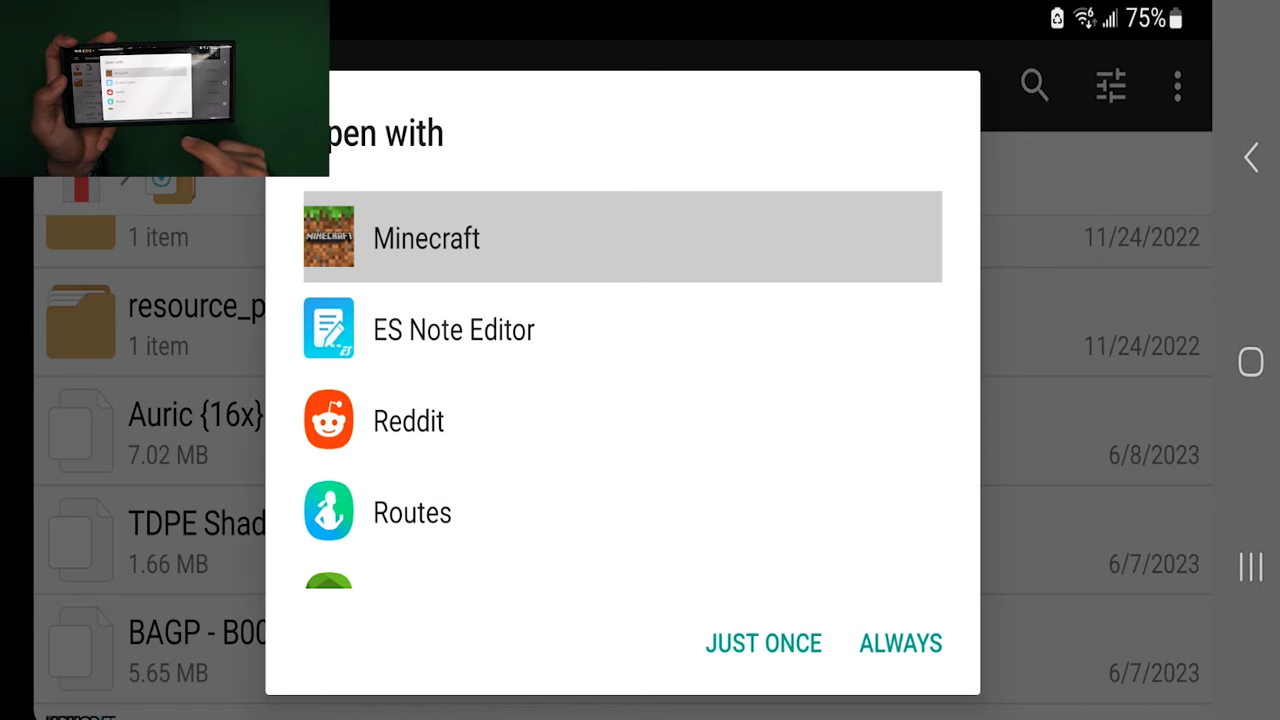 75%
pen with
MINECRAFT
Minecraft
ES Note Editor
Reddit
Routes
JUST ONCE
ALWAYS
1 item
11/24/2022
resource_p
1 item
11/24/2022
Auric {16x}
7.02 MB
6/8/2023
TDPE Shad
1.66 MB
6/7/2023
BAGP - B00
5.65 MB
6/7/2023